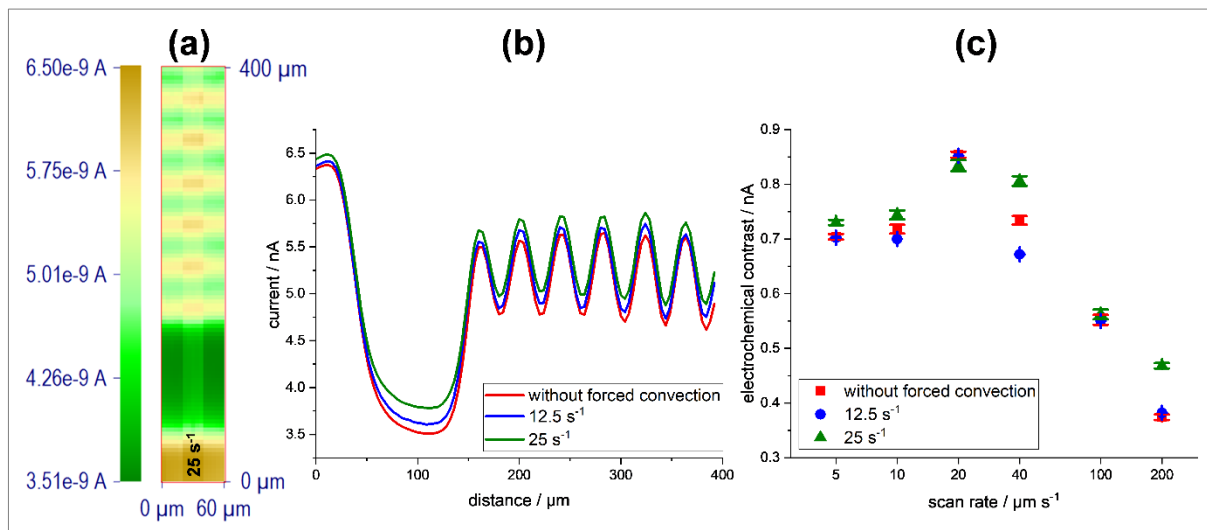 (a)
(b)
(c)
6.50e-9 A
5.75e-9 A
5.01e-9 A
4.26e-9 A
3.51e-9 A
400 µm
0 µm
0 µm 60 µm
25 s⁻¹
current / nA
6.5
6.0
5.5
5.0
4.5
4.0
3.5
0 50 100 150 200 250 300 350 400
distance / µm
without forced convection
12.5 s⁻¹
25 s⁻¹
electrochemical contrast / nA
0.9
0.8
0.7
0.6
0.5
0.4
0.3
5 10 20 40 100 200
scan rate / µm s⁻¹
without forced convection
12.5 s⁻¹
25 s⁻¹